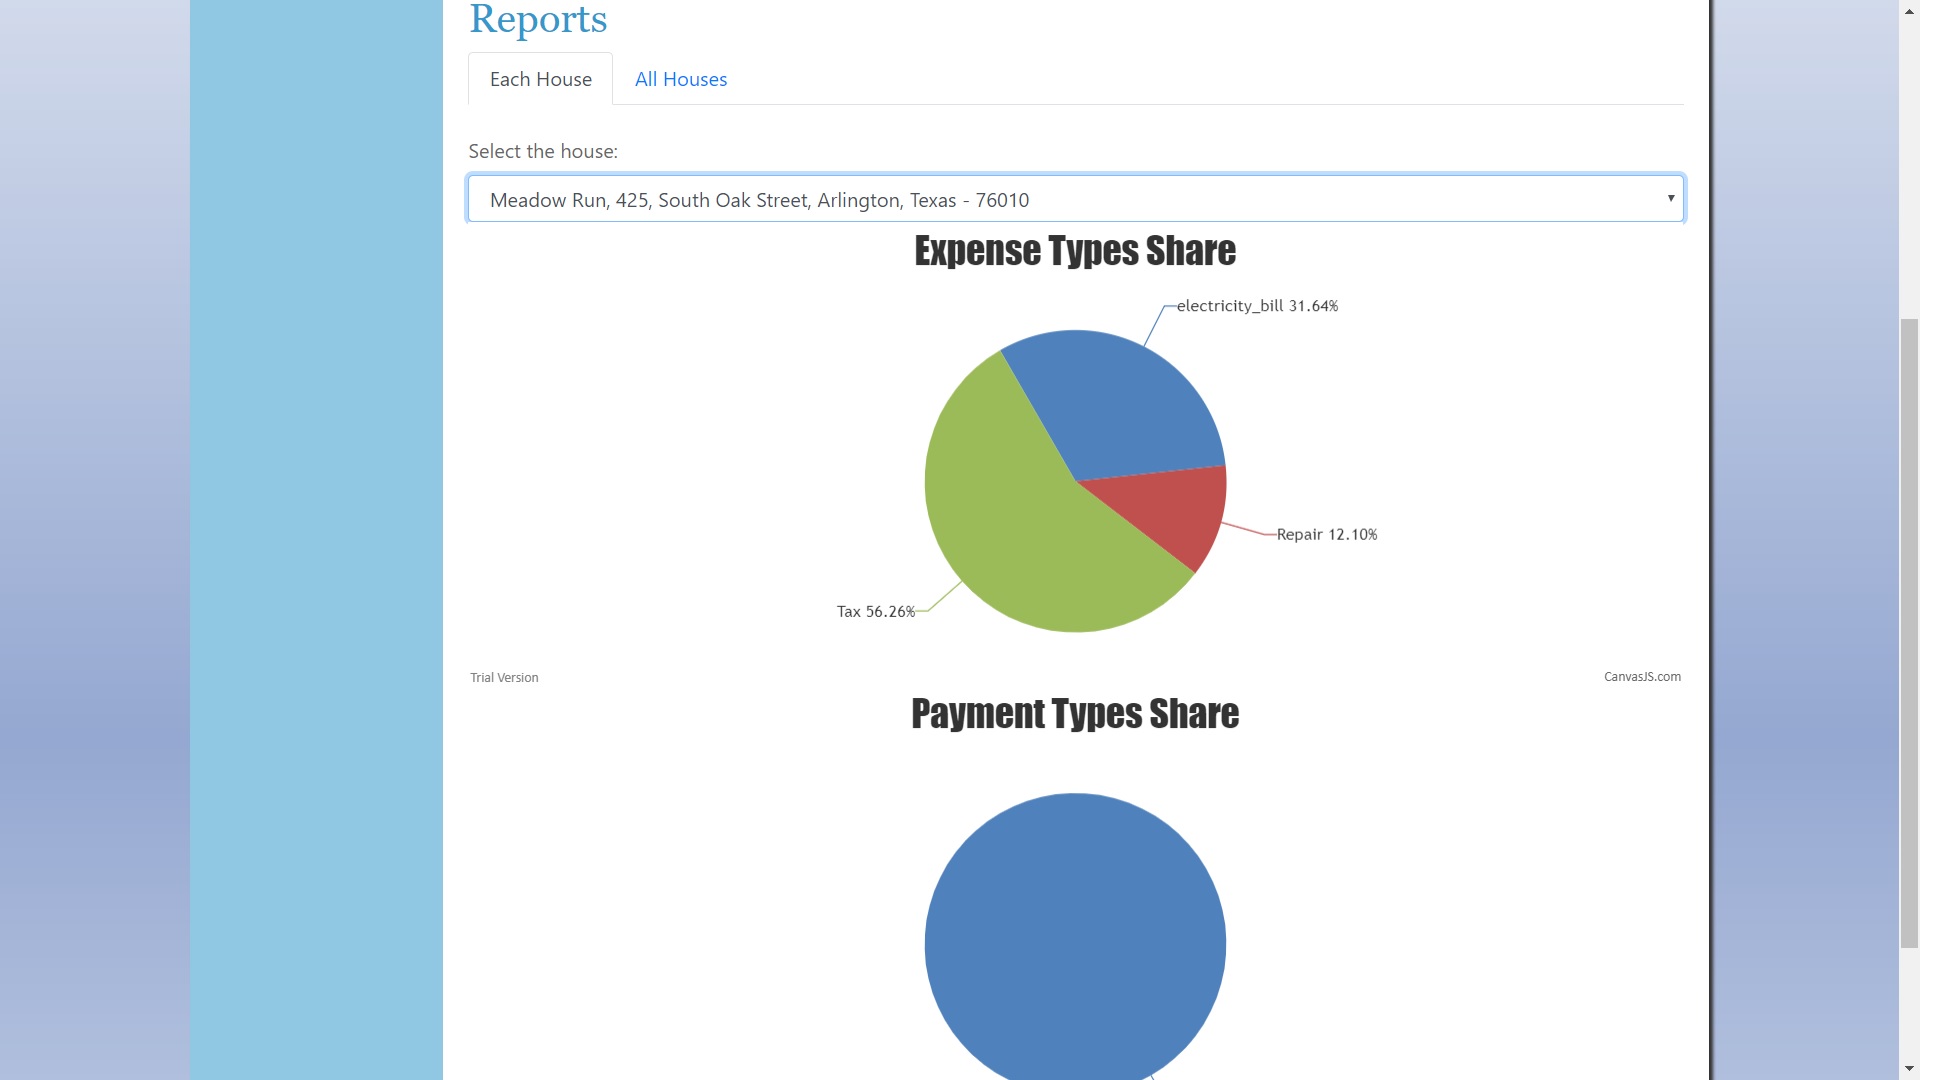 Reports
Each House
All Houses
Select the house:
Meadow Run, 425, South Oak Street, Arlington, Texas - 76010
Expense Types Share
electricity_bill 31.64%
Repair 12.10%
Tax 56.26%
Trial Version
CanvasJS.com
Payment Types Share